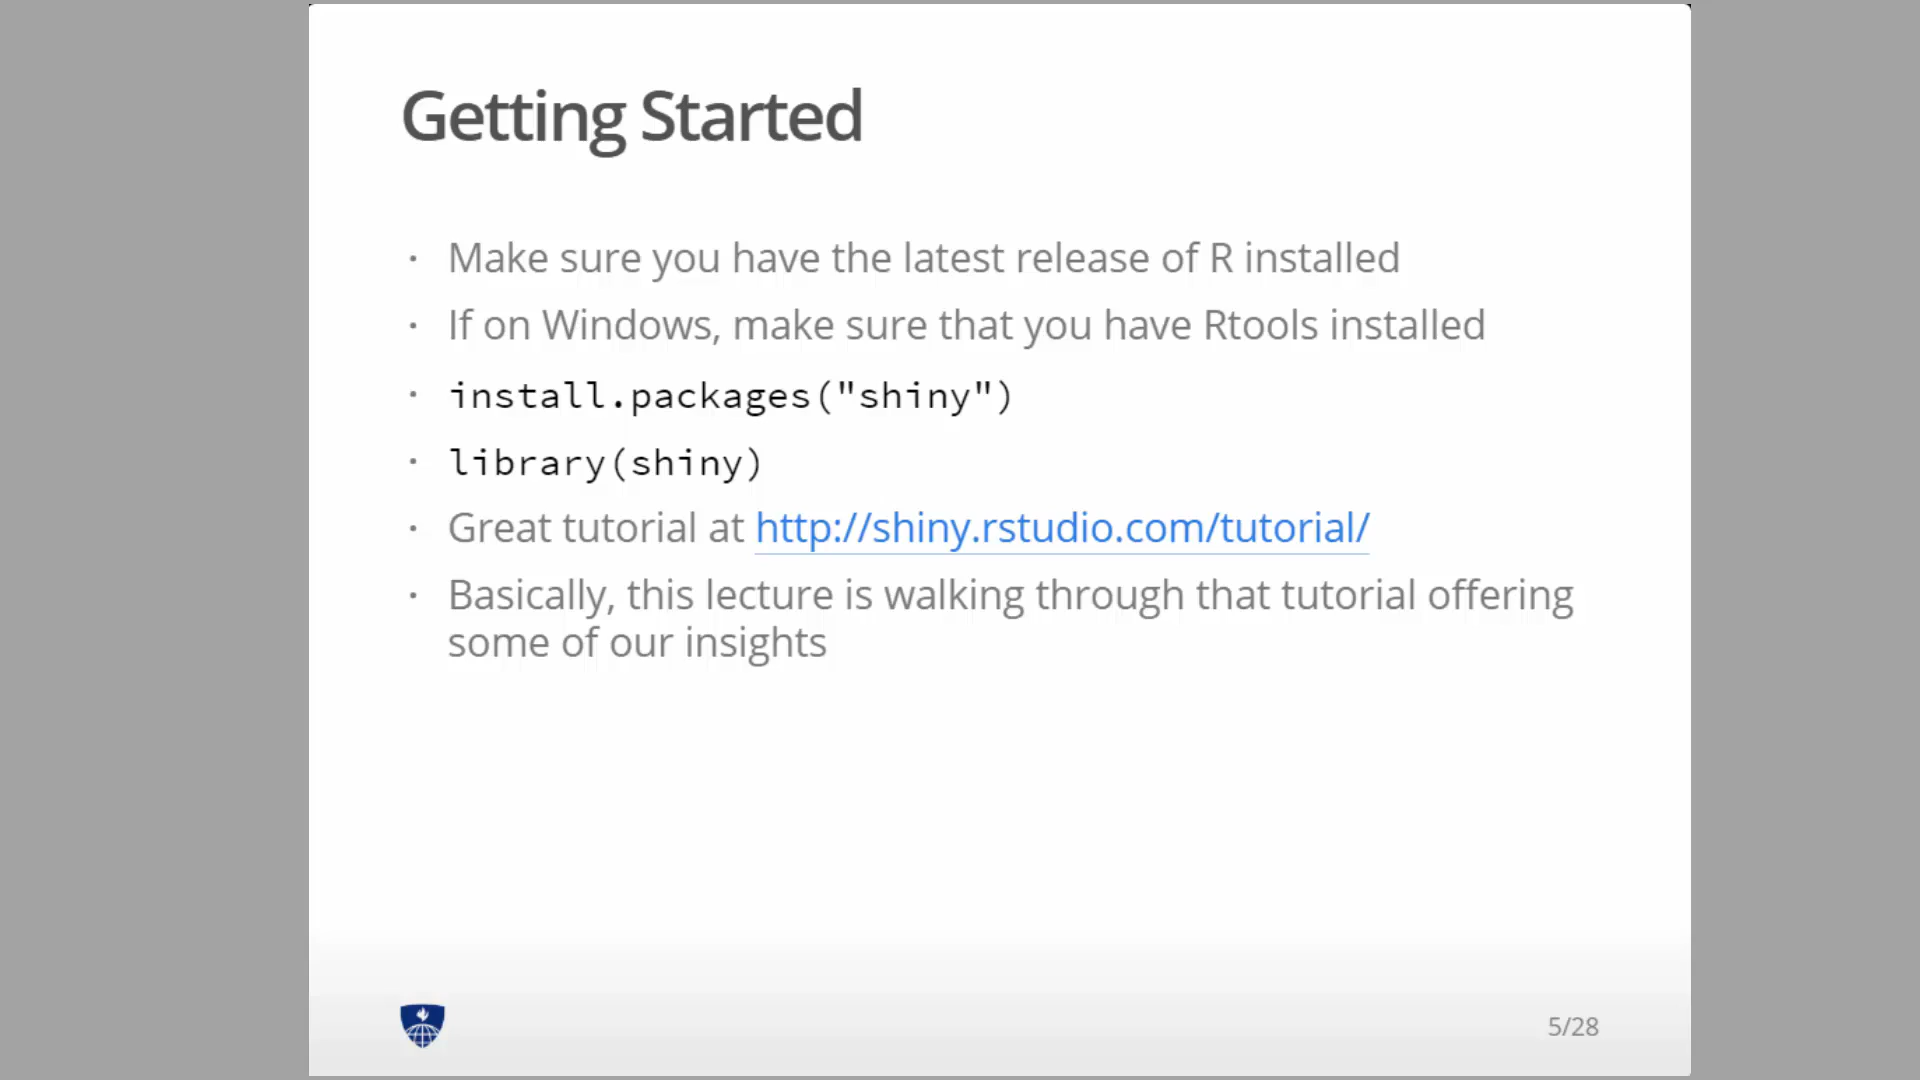 Getting Started
· Make sure you have the latest release of R installed
· If on Windows, make sure that you have Rtools installed
· install.packages("shiny")
· library(shiny)
· Great tutorial at http://shiny.rstudio.com/tutorial/
· Basically, this lecture is walking through that tutorial offering
some of our insights
5/28